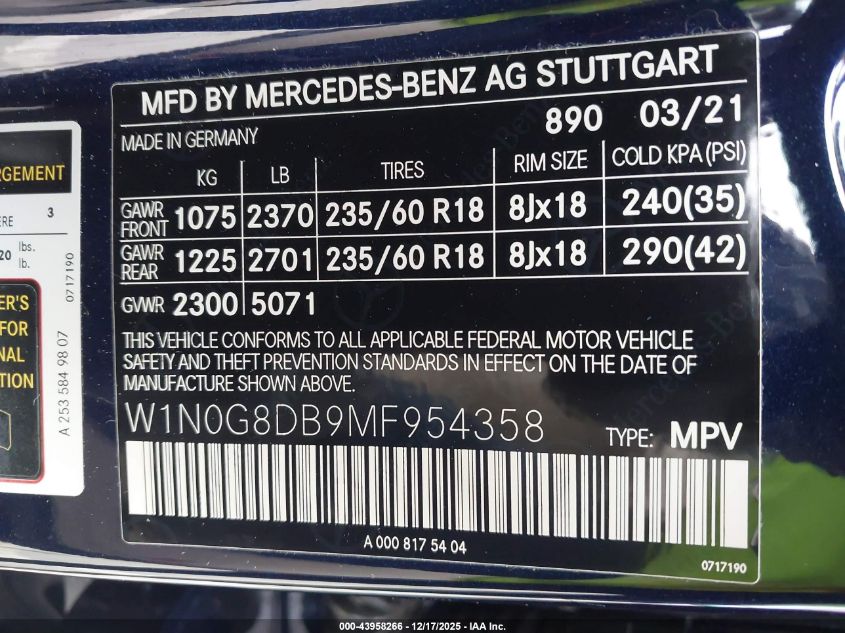 MFD BY MERCEDES-BENZ AG STUTTGART
MADE IN GERMANY 890 03/21
KG LB TIRES RIM SIZE COLD KPA (PSI)
GAWR FRONT 1075 2370 235/60 R18 8Jx18 240(35)
GAWR REAR 1225 2701 235/60 R18 8Jx18 290(42)
GVWR 2300 5071
THIS VEHICLE CONFORMS TO ALL APPLICABLE FEDERAL MOTOR VEHICLE
SAFETY AND THEFT PREVENTION STANDARDS IN EFFECT ON THE DATE OF
MANUFACTURE SHOWN ABOVE.
W1N0G8DB9MF954358 TYPE: MPV
A 000 817 54 04
0717190
3
lbs.
lb.
0717190
FOR
A 253 584 98 07
000-43958266 - 12/17/2025 - IAA Inc.